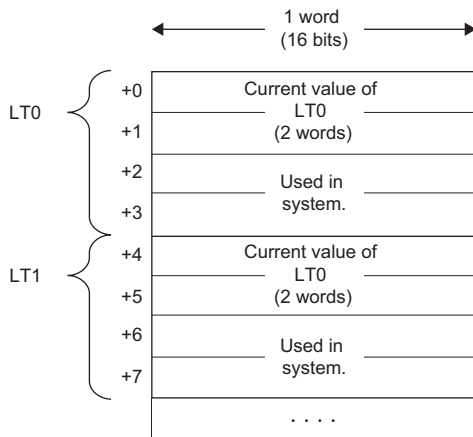 1 word
(16 bits)
LT0
+0
Current value of
LT0
+1
(2 words)
+2
Used in
system.
+3
LT1
+4
Current value of
LT0
+5
(2 words)
+6
Used in
system.
+7
. . . .